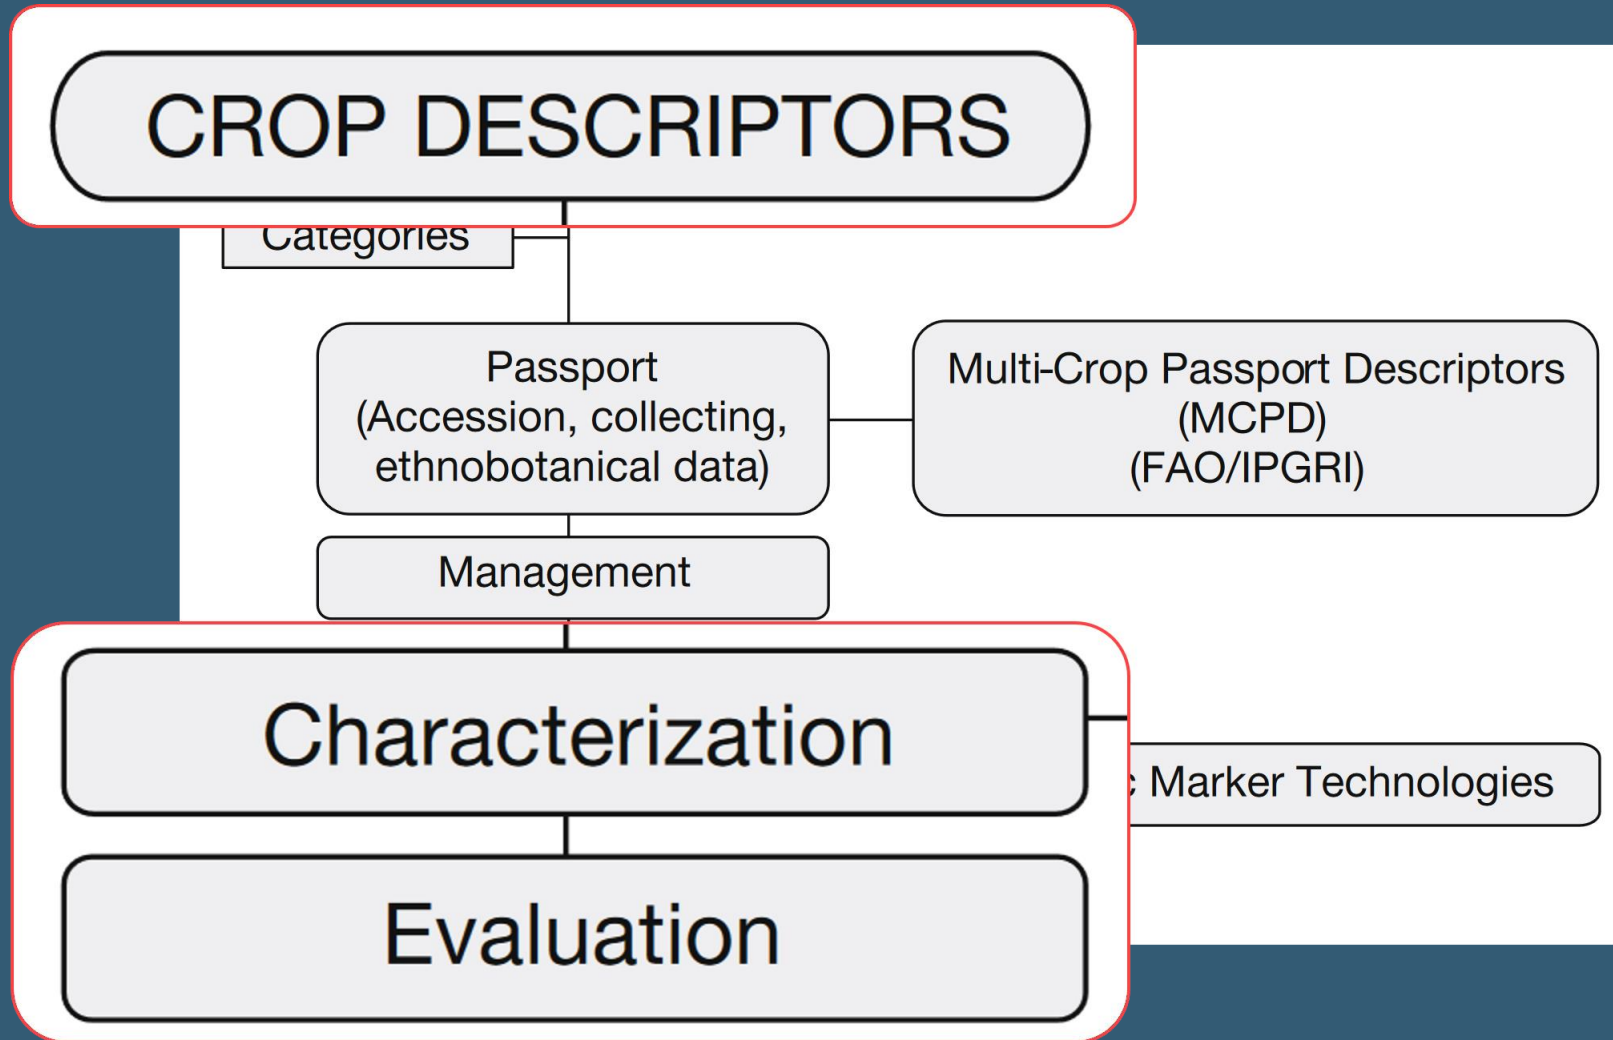 CROP DESCRIPTORS
Categories
Passport
(Accession, collecting,
ethnobotanical data)
Multi-Crop Passport Descriptors
(MCPD)
(FAO/IPGRI)
Management
Characterization
Marker Technologies
Evaluation